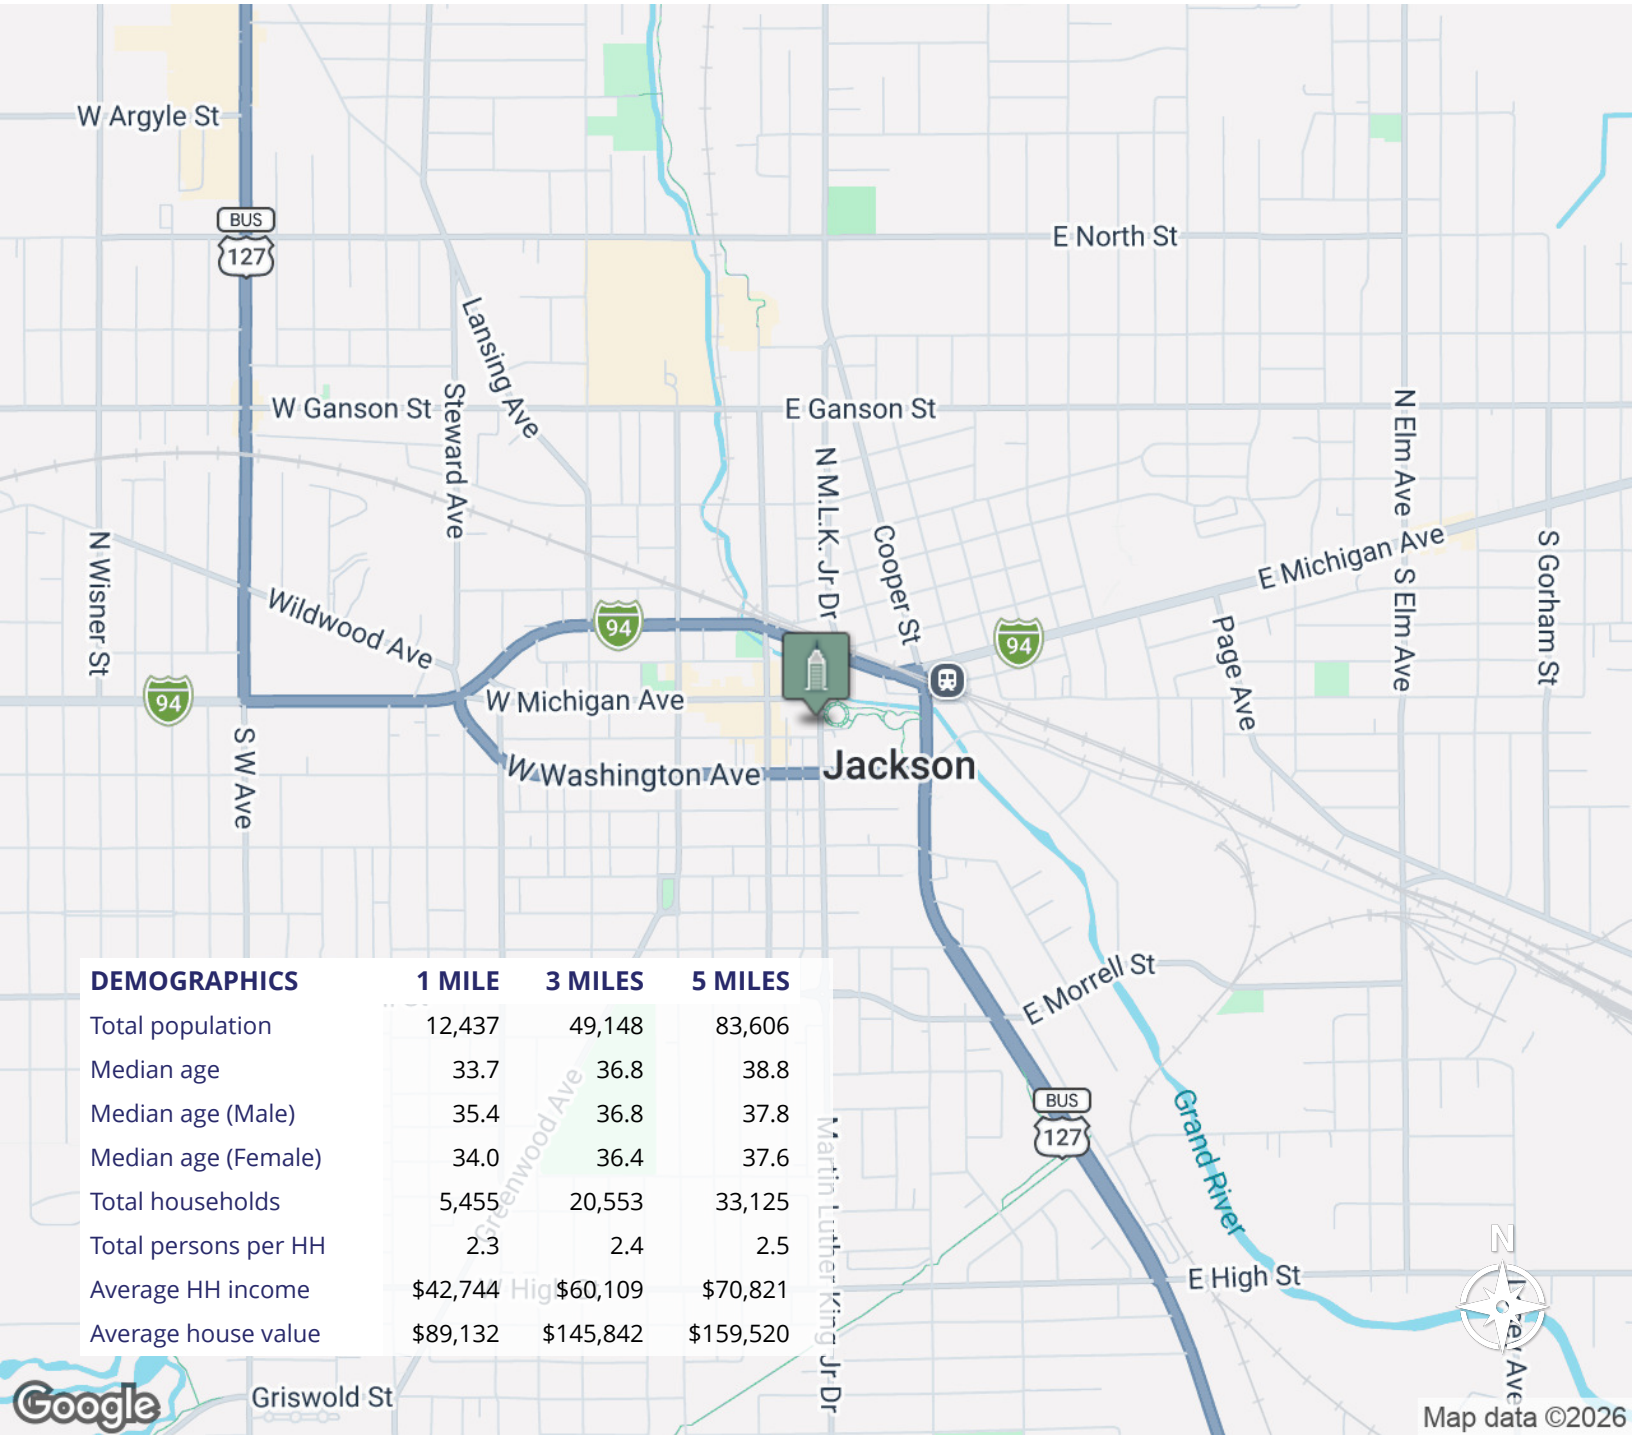 W Argyle St
BUS
127
E North St
Lansing Ave
Steward Ave
W Ganson St
E Ganson St
N Elm Ave
N M.L.K. Jr Dr
Cooper St
E Michigan Ave
S Elm Ave
S Gorham St
N Wisner St
Wildwood Ave
94
94
Page Ave
94
W Michigan Ave
S W Ave
W Washington Ave
Jackson
E Morrell St
DEMOGRAPHICS 1 MILE 3 MILES 5 MILES
Total population 12,437 49,148 83,606
Median age 33.7 36.8 38.8
Median age (Male) 35.4 36.8 37.8
Median age (Female) 34.0 36.4 37.6
Total households 5,455 20,553 33,125
Total persons per HH 2.3 2.4 2.5
Average HH income $42,744 $60,109 $70,821
Average house value $89,132 $145,842 $159,520
Greenwood Ave
W High St
Martin Luther King Jr Dr
BUS
127
Grand River
E High St
N
Ave
Griswold St
Google
Map data ©2026